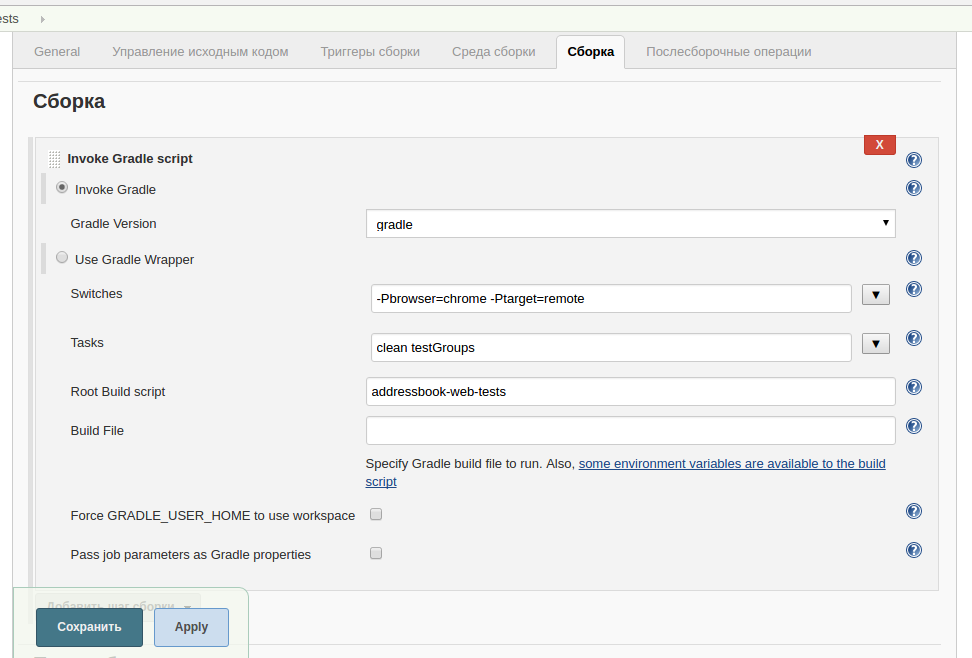 ests
General Управление исходным кодом Триггеры сборки Среда сборки Сборка Послесборочные операции
Сборка
X
Invoke Gradle script
Invoke Gradle
Gradle Version gradle
Use Gradle Wrapper
Switches -Pbrowser=chrome -Ptarget=remote
Tasks clean testGroups
Root Build script addressbook-web-tests
Build File
Specify Gradle build file to run. Also, some environment variables are available to the build
script
Force GRADLE_USER_HOME to use workspace
Pass job parameters as Gradle properties
Добавить шаг сборки
Сохранить Apply